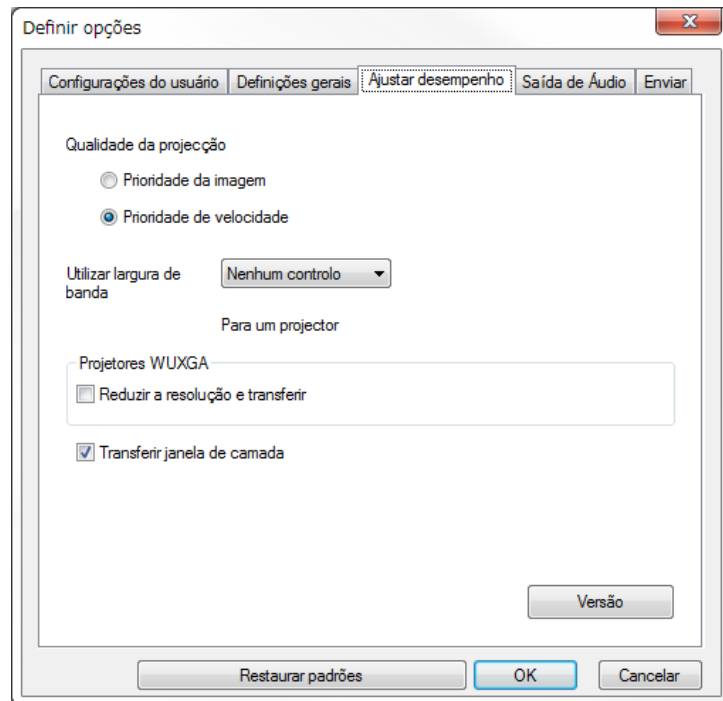 Definir opções
Configurações do usuário Definições gerais Ajustar desempenho Saída de Áudio Enviar
Qualidade da projecção
Prioridade da imagem
Prioridade de velocidade
Utilizar largura de Nenhum controlo
banda
Para um projector
Projetores WUXGA
Reduzir a resolução e transferir
Transferir janela de camada
Versão
Restaurar padrões OK Cancelar